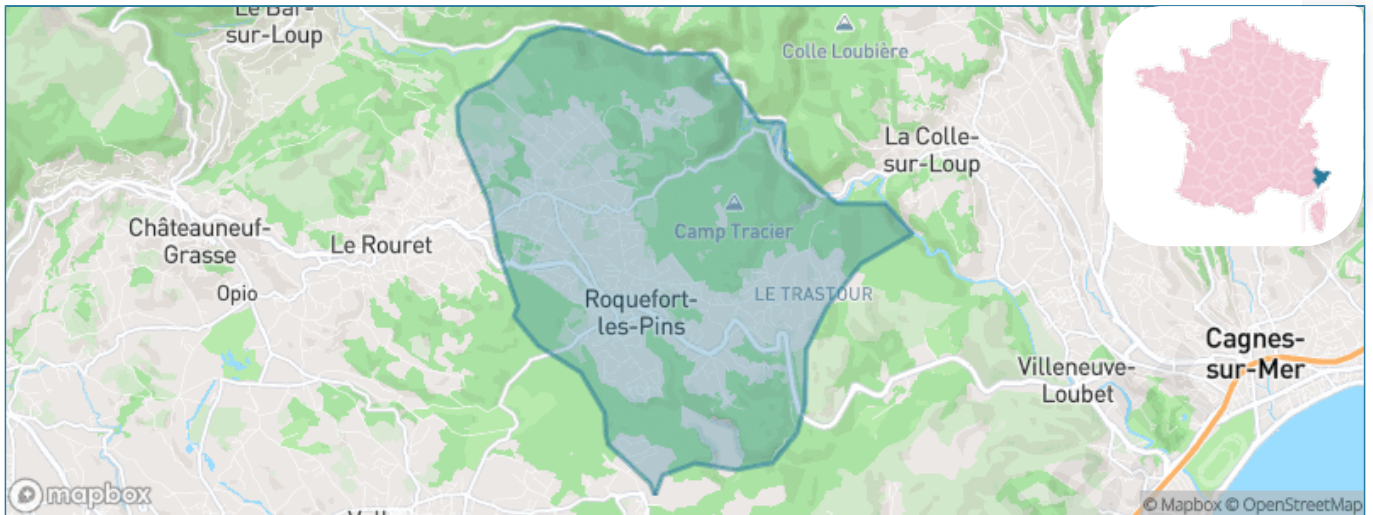 Le Bar-
sur-Loup
Colle Loubière
La Colle-
sur-Loup
Châteauneuf-
Grasse
Le Rouret
Camp Tracier
Opio
Roquefort-
les-Pins
LE TRASTOUR
Cagnes-
sur-Mer
Villeneuve-
Loubet
mapbox
© Mapbox © OpenStreetMap